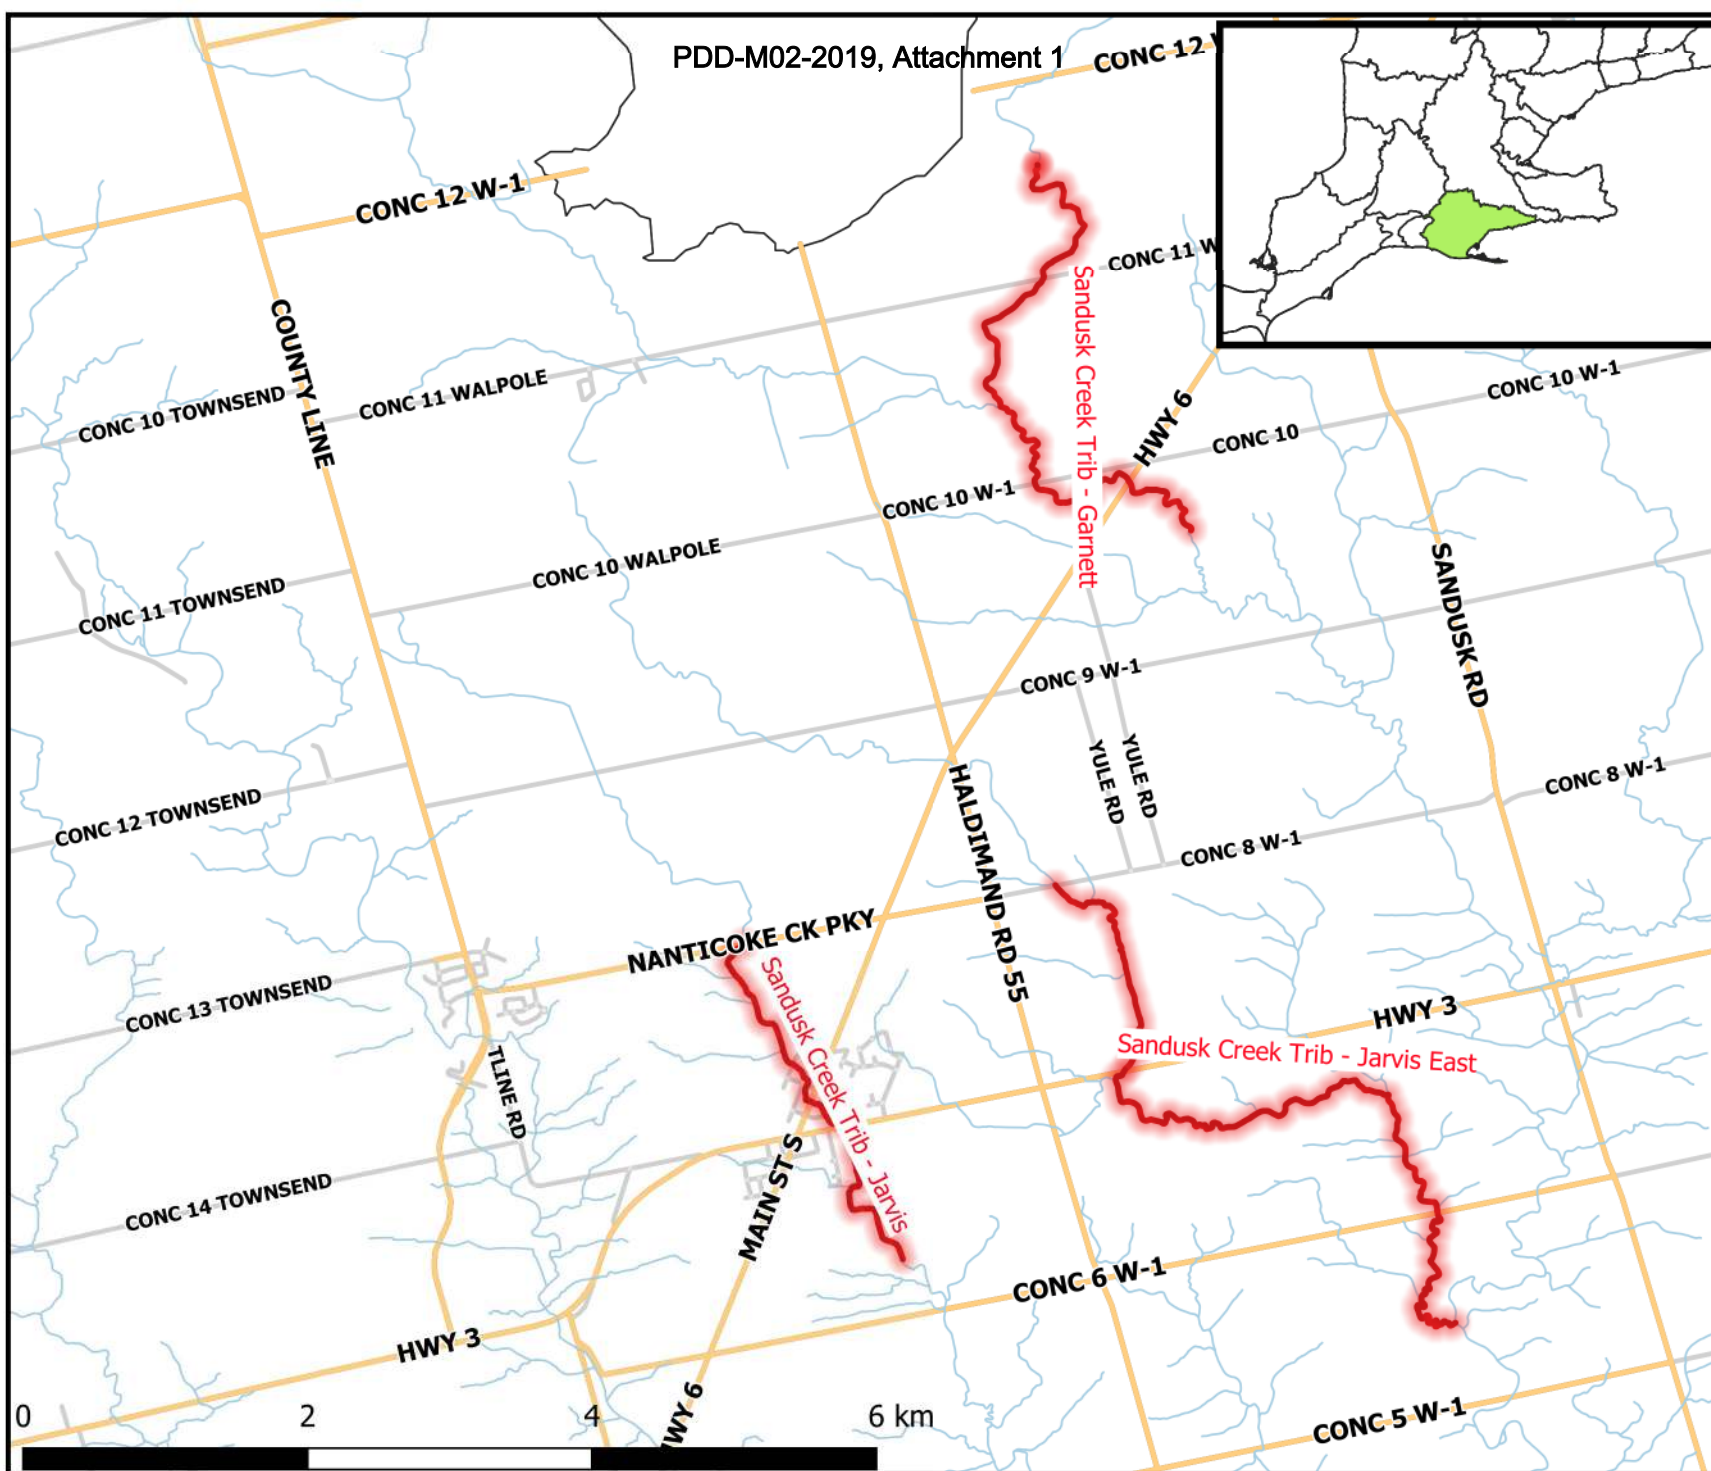 PDD-M02-2019, Attachment 1
CONC 12
CONC 12 W-1
CONC 11 W
Sandusk Creek Trib - Garnett
COUNTY LINE
CONC 10 TOWNSEND
CONC 11 WALPOLE
HWY 6
CONC 10
CONC 10 W-1
CONC 10 W-1
CONC 10 WALPOLE
CONC 11 TOWNSEND
SANDUSK RD
CONC 9 W-1
YULE RD
YULE RD
CONC 12 TOWNSEND
HALDIMAND RD 55
CONC 8 W-1
CONC 8 W-1
NANTICOKE CK PKY
CONC 13 TOWNSEND
Sandusk Creek Trib - Jarvis
HWY 3
Sandusk Creek Trib - Jarvis East
TLINE RD
MAIN ST S
CONC 14 TOWNSEND
CONC 6 W-1
HWY 3
HWY 6
CONC 5 W-1
0 2 4 6 km